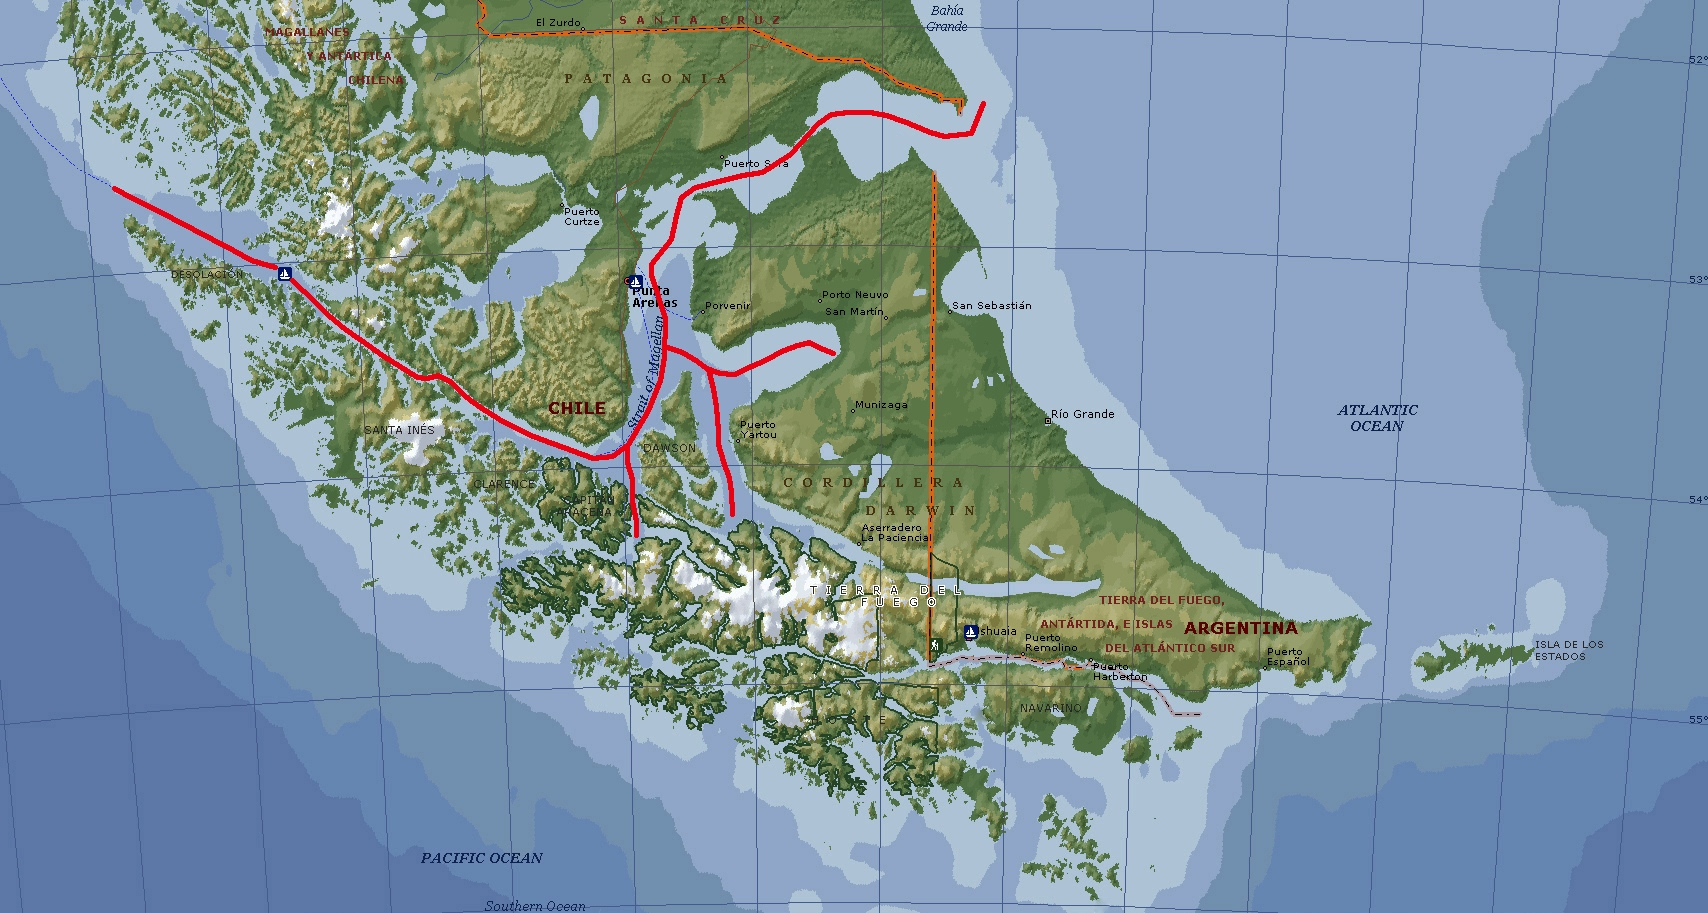 Bahía
Grande
El Zurdo
SANTA CRUZ
MAGALLANES
Y ANTÁRTICA
CHILENA
PATAGONIA
52°
Puerto
Curtze
DESOLACIÓN
53°
Punta
Arenas
Porvenir
Porto Neuvo
San Martín
San Sebastián
Strait of Magellan
CHILE
SANTA INÉS
DAWSON
Puerto
Yartou
Munizaga
Río Grande
ATLANTIC
OCEAN
CLARENCE
CAPITÁN
ARACENA
CORDILLERA
DARWIN
54°
Aserradero
La Paciencia
TIERRA DEL
FUEGO
TIERRA DEL FUEGO,
ANTÁRTIDA, E ISLAS
DEL ATLÁNTICO SUR
ARGENTINA
shuaia
Puerto
Remolino
Puerto
Harberton
Puerto
Español
ISLA DE LOS
ESTADOS
NAVARINO
55°
PACIFIC OCEAN
Southern Ocean